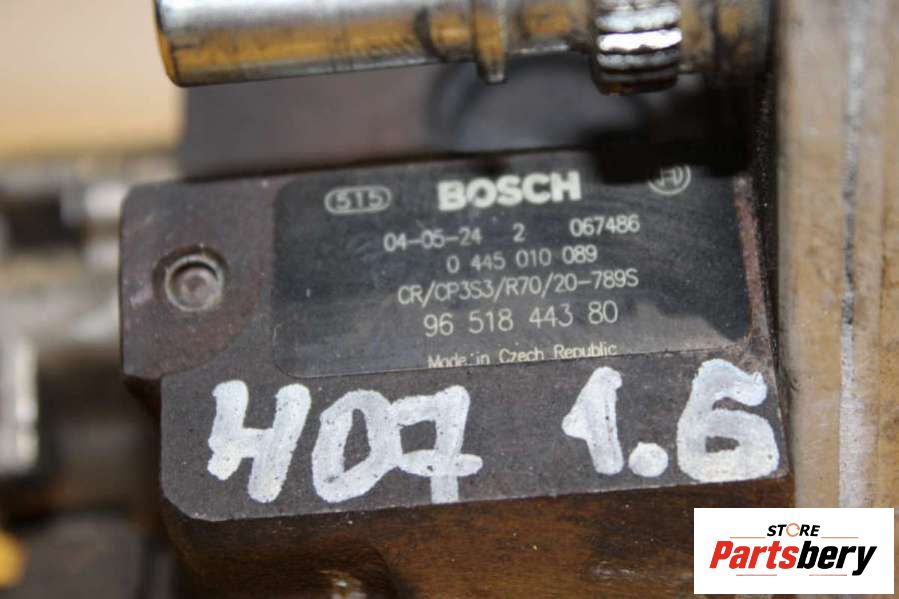 515 BOSCH
04-05-24 2 067486
0 445 010 089
CR/CP3S3/R70/20-789S
96 518 443 80
Made in Czech Republic
407 1.6
STORE
Partsbery